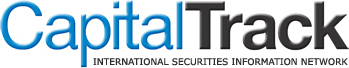 CapitalTrack
INTERNATIONAL SECURITIES INFORMATION NETWORK